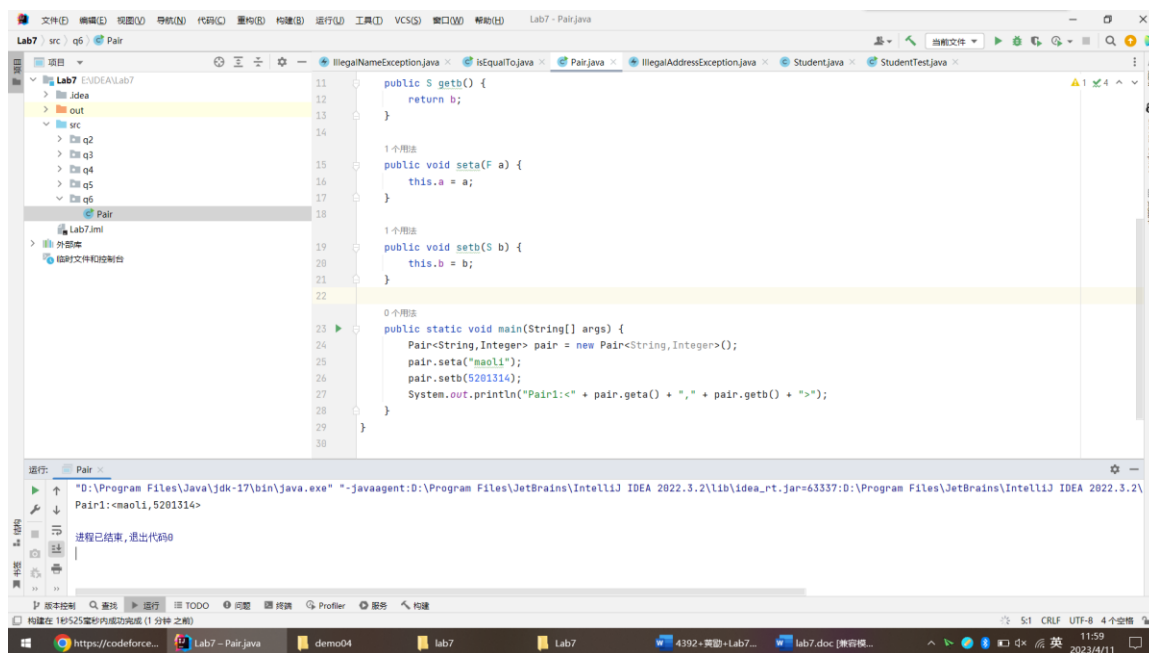 文件(F) 编辑(E) 视图(V) 导航(N) 代码(C) 重构(R) 构建(B) 运行(U) 工具(T) VCS(S) 窗口(W) 帮助(H) Lab7 - Pair.java
Lab7 src q6 Pair
当前文件
项目
IllegalNameException.java isEqualTo.java Pair.java IllegalAddressException.java Student.java StudentTest.java
Lab7 E:\IDEA\Lab7
.idea
out
src
q2
q3
q4
q5
q6
Pair
Lab7.iml
外部库
临时文件和控制台
1 4
11 public S getb() {
12 return b;
13 }
14
1 个用法
15 public void seta(F a) {
16 this.a = a;
17 }
18
1 个用法
19 public void setb(S b) {
20 this.b = b;
21 }
22
0 个用法
23 public static void main(String[] args) {
24 Pair<String,Integer> pair = new Pair<String,Integer>();
25 pair.seta("maoli");
26 pair.setb(5201314);
27 System.out.println("Pair1:<" + pair.geta() + "," + pair.getb() + ">");
28 }
29 }
30
运行: Pair
"D:\Program Files\Java\jdk-17\bin\java.exe" "-javaagent:D:\Program Files\JetBrains\IntelliJ IDEA 2022.3.2\lib\idea_rt.jar=63337:D:\Program Files\JetBrains\IntelliJ IDEA 2022.3.2\
Pair1:<maoli,5201314>
进程已结束,退出代码0
结构
书签
版本控制 查找 运行 TODO 问题 终端 Profiler 服务 构建
构建在 1秒525毫秒内成功完成 (1 分钟 之前)
5:1 CRLF UTF-8 4 个空格
https://codeforce... Lab7 – Pair.java demo04 lab7 Lab7 4392+黄勖+Lab7... lab7.doc [兼容模... 英 11:59
2023/4/11